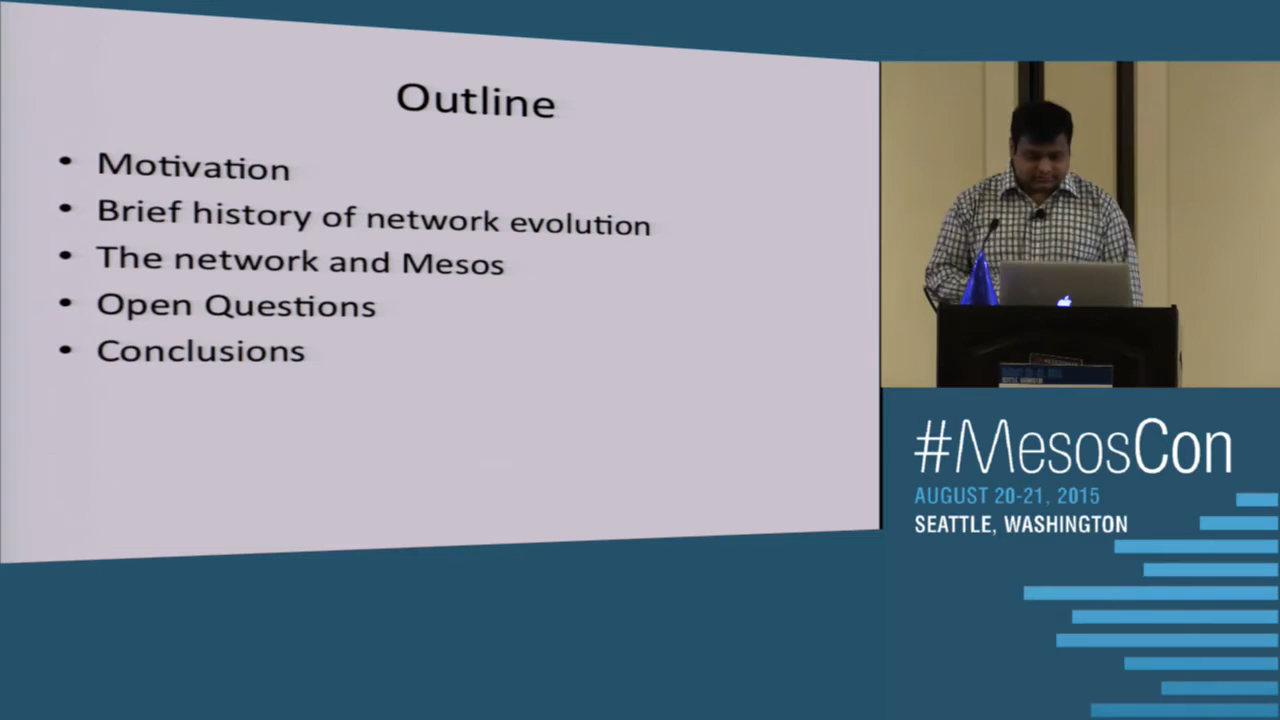 Outline
• Motivation
• Brief history of network evolution
• The network and Mesos
• Open Questions
• Conclusions
#MesosCon
AUGUST 20-21, 2015
SEATTLE, WASHINGTON